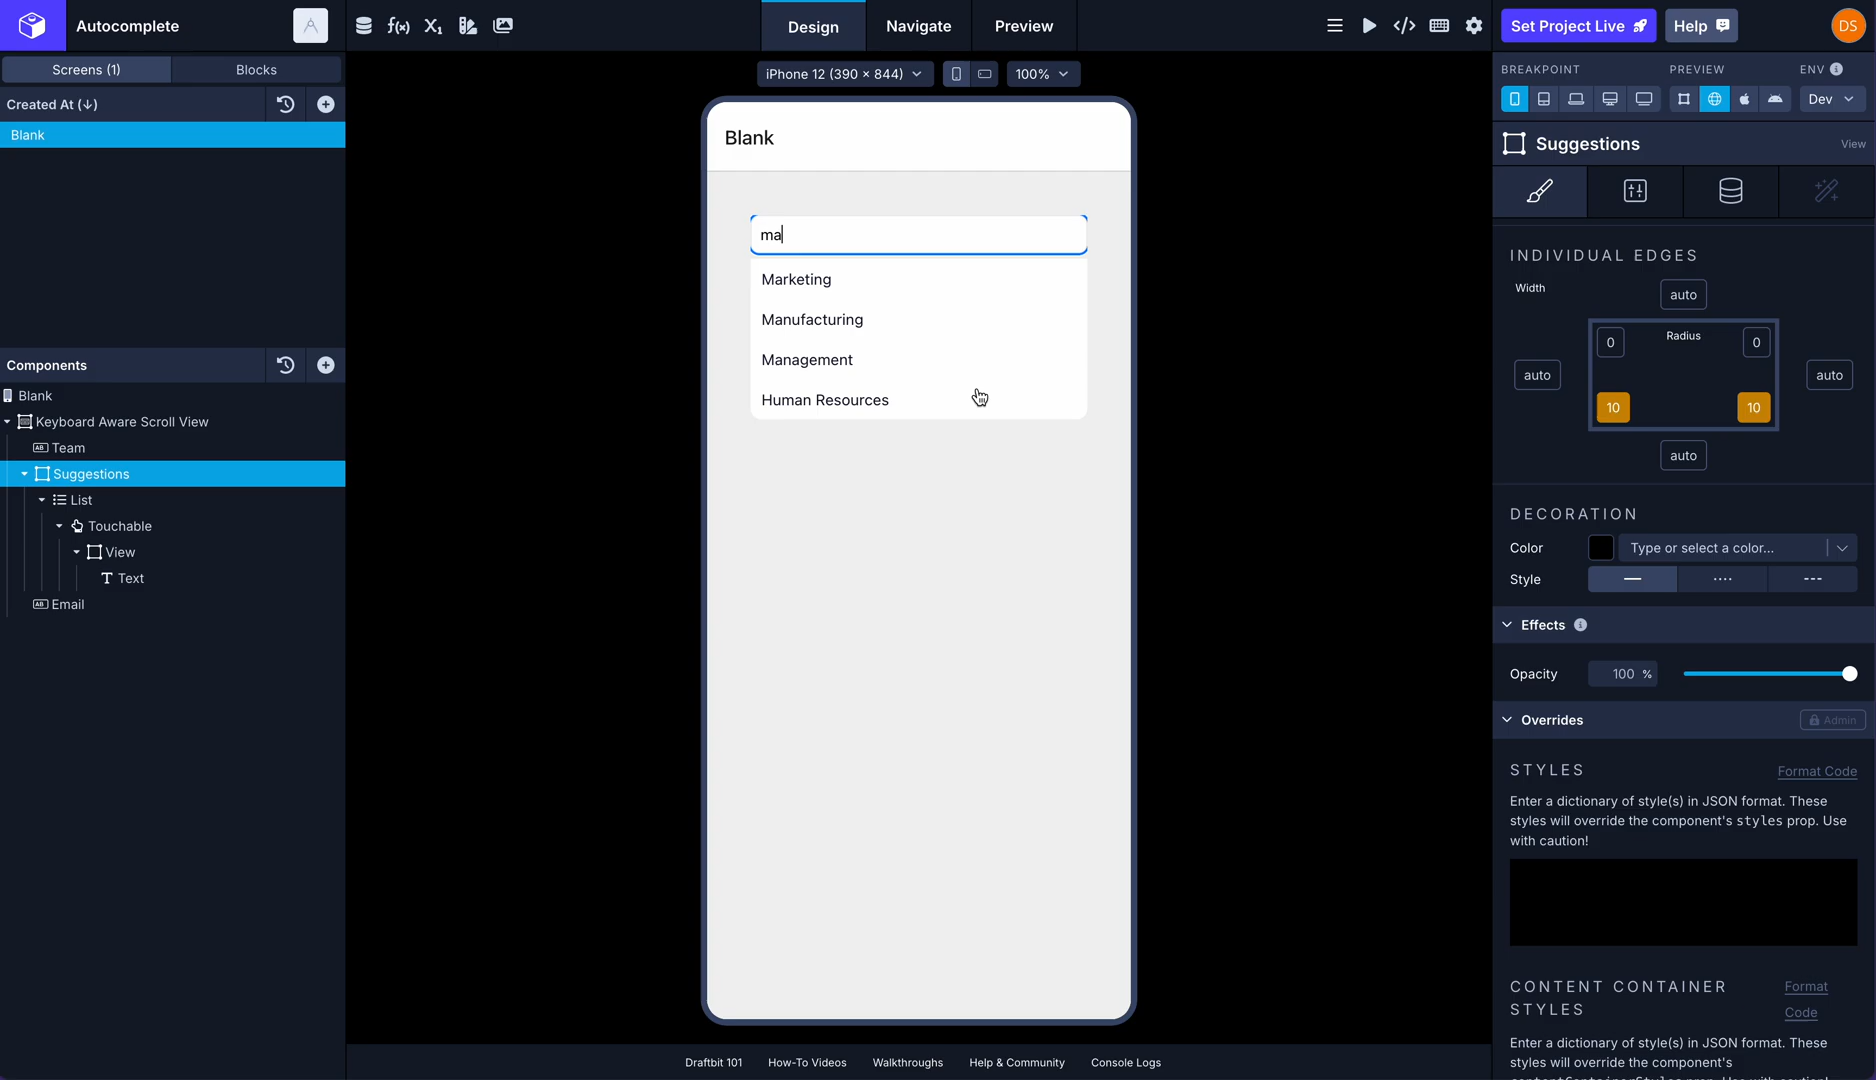 Autocomplete
f(x) X₁
Design
Navigate
Preview
Set Project Live
Help
DS
Screens (1)
Blocks
Created At (↓)
Blank
iPhone 12 (390 × 844)
100%
BREAKPOINT
PREVIEW
ENV
Dev
Blank
ma
Marketing
Manufacturing
Management
Human Resources
Components
Blank
Keyboard Aware Scroll View
Team
Suggestions
List
Touchable
View
Text
Email
Suggestions
View
INDIVIDUAL EDGES
Width
auto
0
Radius
0
auto
auto
10
10
auto
DECORATION
Color
Type or select a color...
Style
Effects
Opacity
100 %
Overrides
Admin
STYLES
Format Code
Enter a dictionary of style(s) in JSON format. These
styles will override the component's styles prop. Use
with caution!
CONTENT CONTAINER
STYLES
Format
Code
Enter a dictionary of style(s) in JSON format. These
styles will override the component's
contentContainerStyles prop. Use with caution!
Draftbit 101
How-To Videos
Walkthroughs
Help & Community
Console Logs